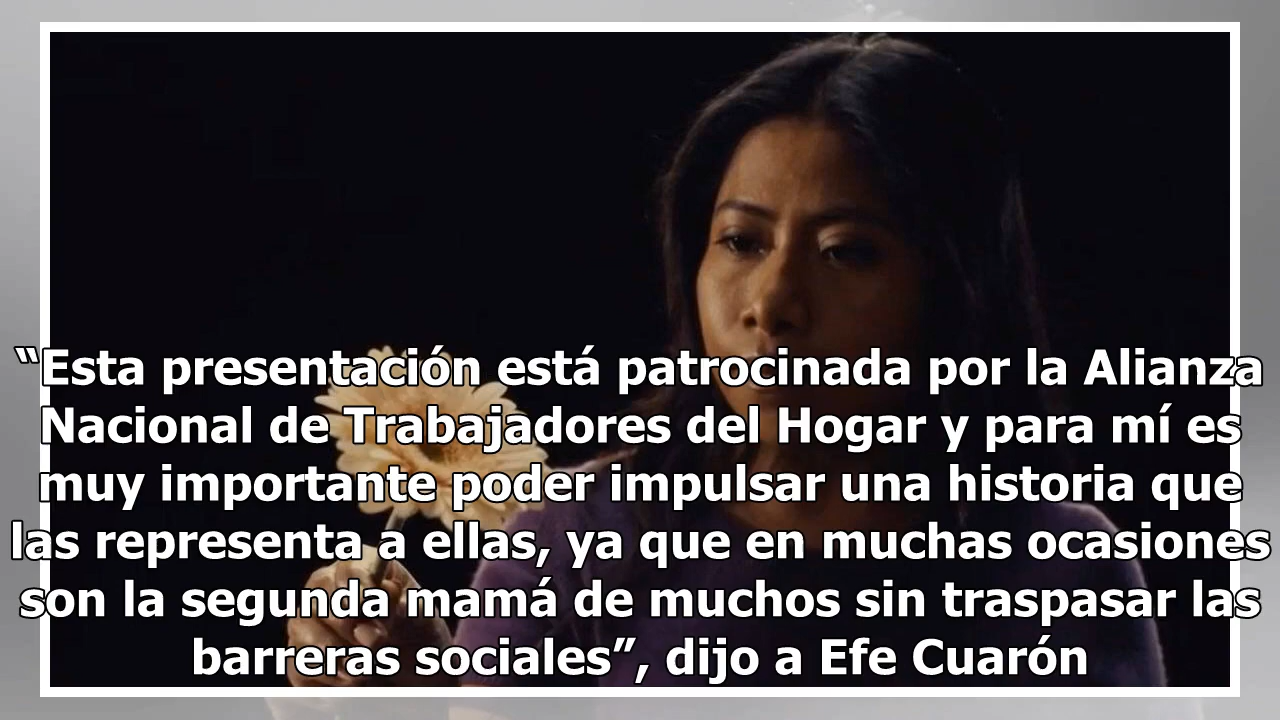 “Esta presentación está patrocinada por la Alianza
Nacional de Trabajadores del Hogar y para mí es
muy importante poder impulsar una historia que
las representa a ellas, ya que en muchas ocasiones
son la segunda mamá de muchos sin traspasar las
barreras sociales”, dijo a Efe Cuarón